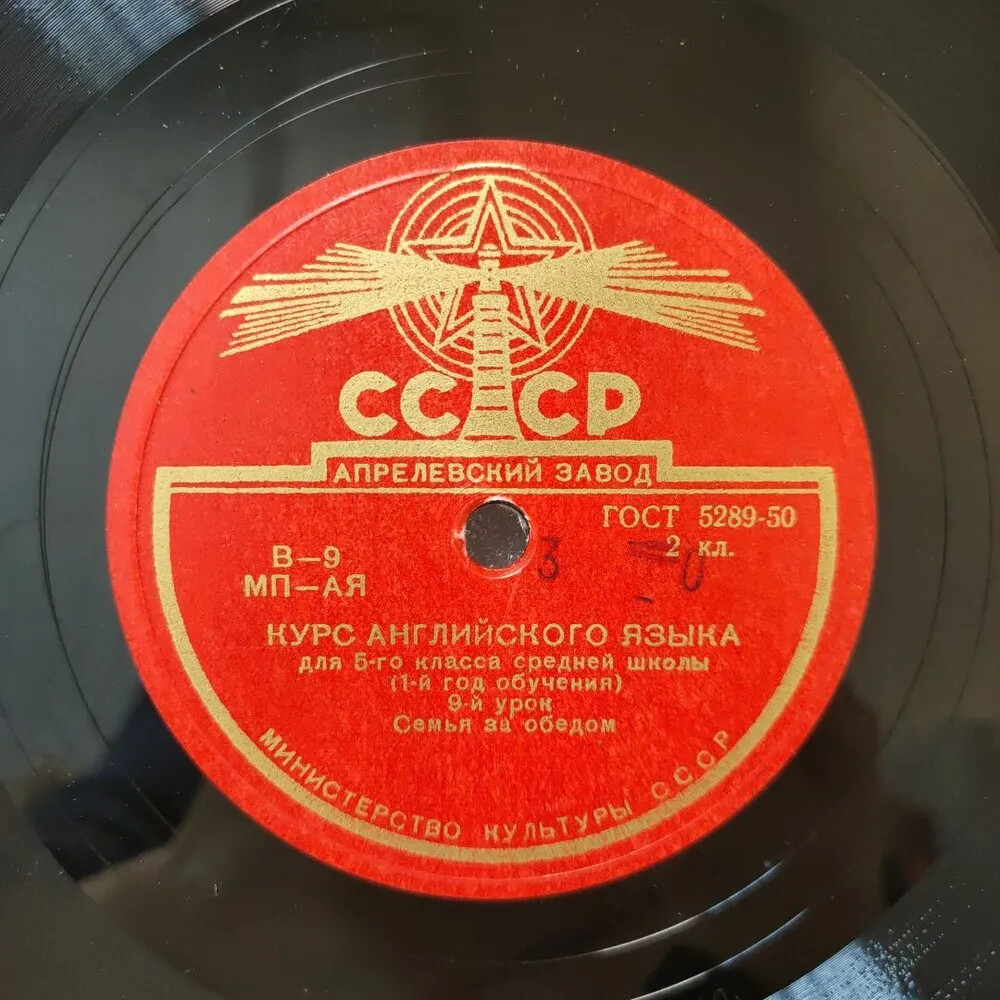 СССР
АПРЕЛЕВСКИЙ ЗАВОД
ГОСТ 5289-50
2 кл.
В-9
МП-АЯ
3
КУРС АНГЛИЙСКОГО ЯЗЫКА
для 5-го класса средней школы
(1-й год обучения)
9-й урок
Семья за обедом
МИНИСТЕРСТВО КУЛЬТУРЫ СССР